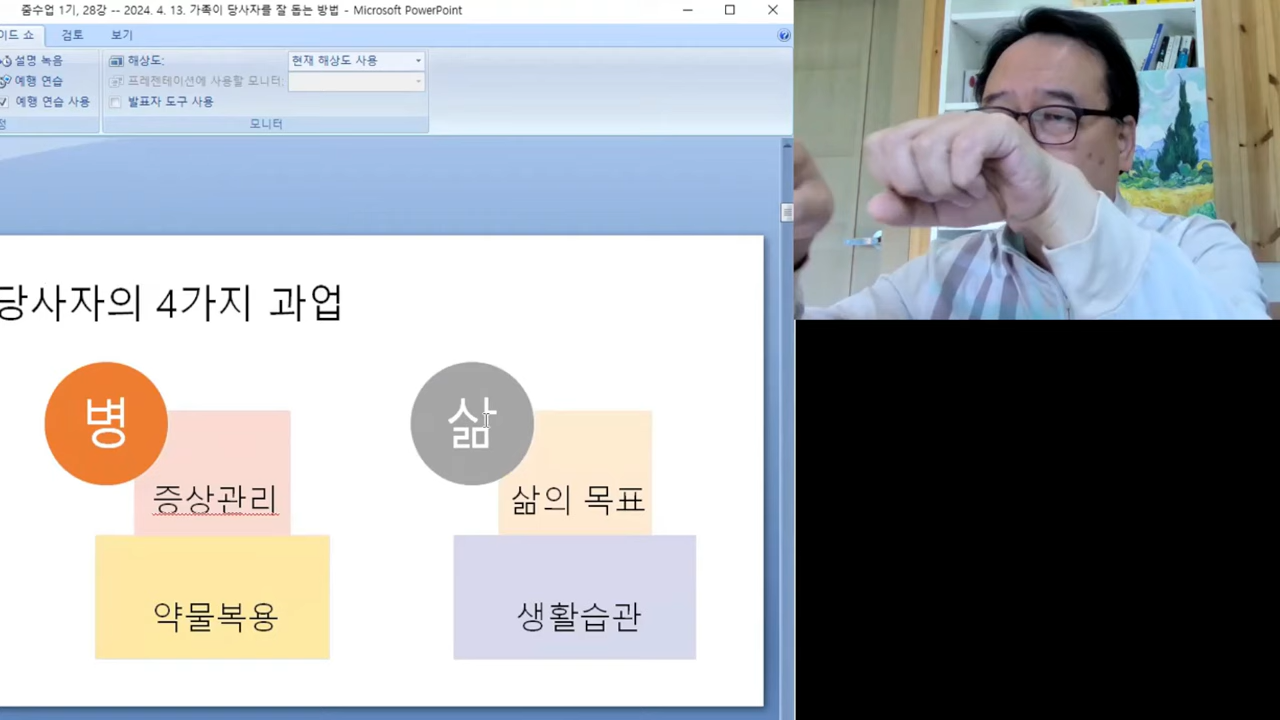 줌수업 1기, 28강 -- 2024. 4. 13. 가족이 당사자를 잘 돕는 방법 - Microsoft PowerPoint
이드 쇼 검토 보기
설명 녹음
예행 연습
예행 연습 사용
정
해상도:
현재 해상도 사용
프레젠테이션에 사용할 모니터:
발표자 도구 사용
모니터
당사자의 4가지 과업
병
증상관리
약물복용
삶
삶의 목표
생활습관